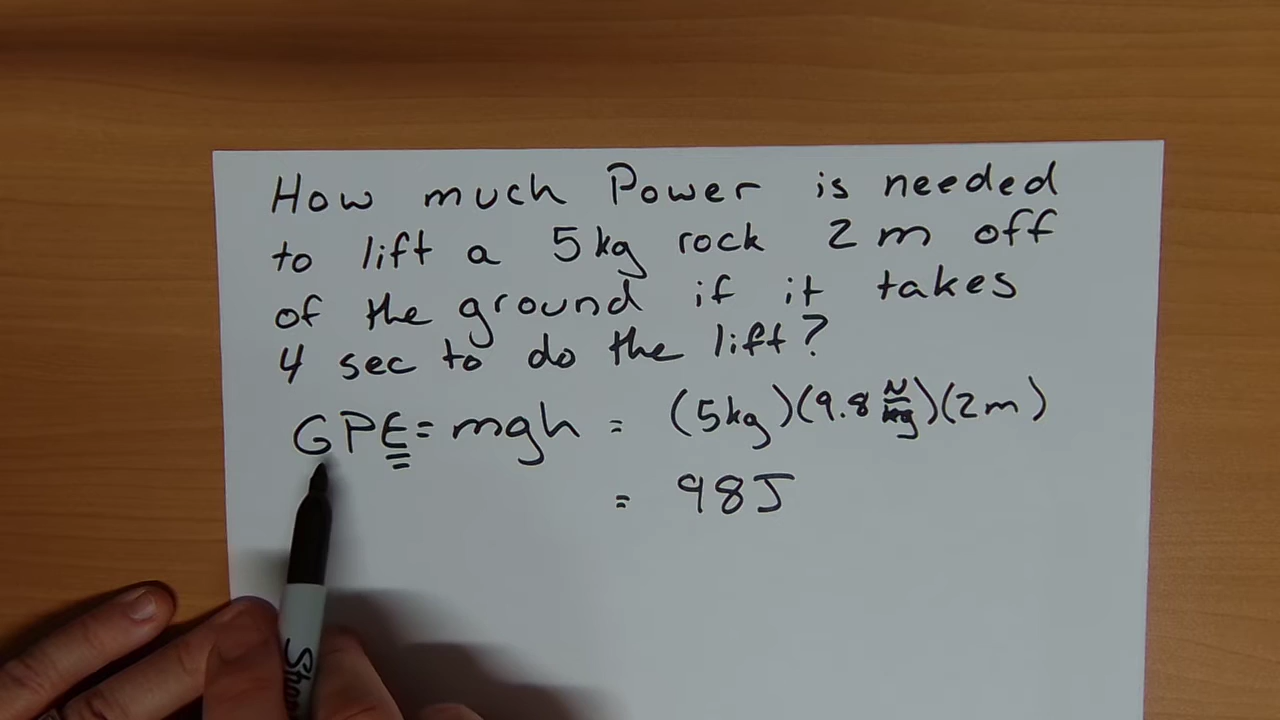 How much Power is needed
to lift a 5kg rock 2m off
of the ground if it takes
4 sec to do the lift?
GPE = mgh = (5kg)(9.8 N/kg)(2m)
= 98J